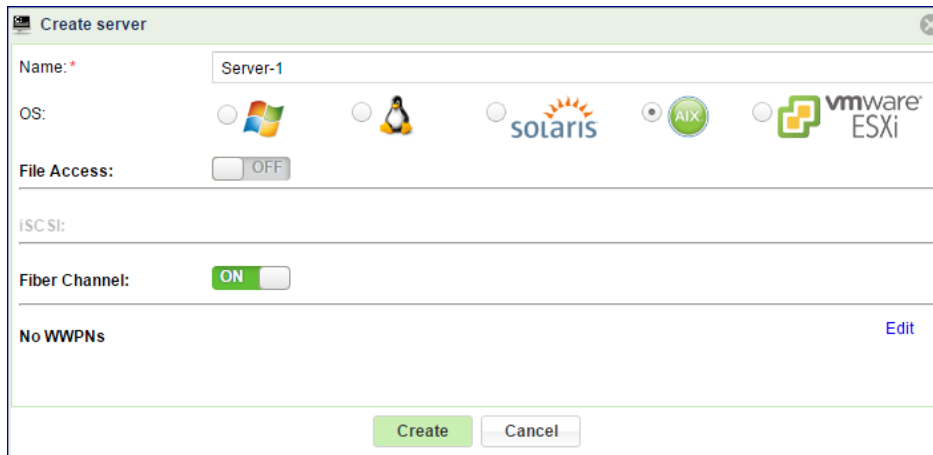 Create server
Name:* Server-1
OS: solaris AIX vmware ESXi
File Access: OFF
iSCSI:
Fiber Channel: ON
No WWPNs Edit
Create Cancel